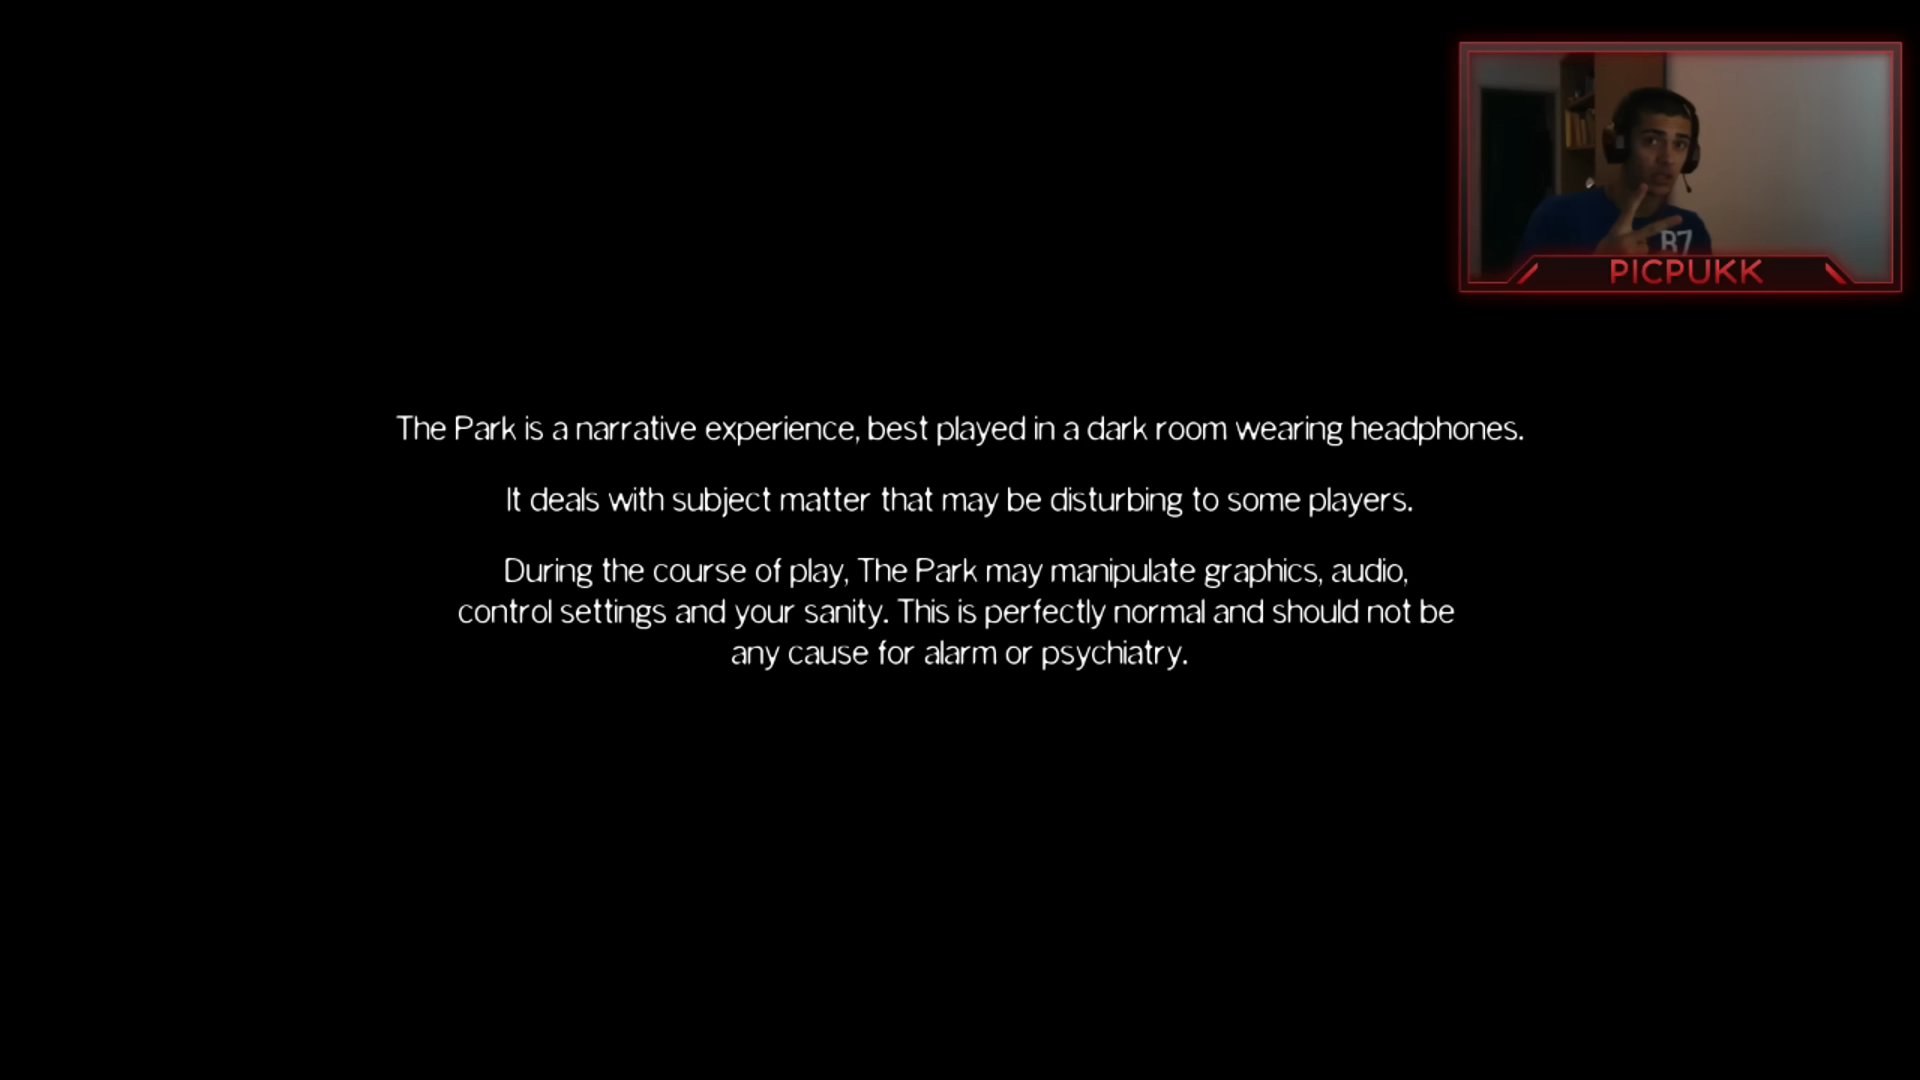 B7
PICPUKK
The Park is a narrative experience, best played in a dark room wearing headphones.
It deals with subject matter that may be disturbing to some players.
During the course of play, The Park may manipulate graphics, audio,
control settings and your sanity. This is perfectly normal and should not be
any cause for alarm or psychiatry.